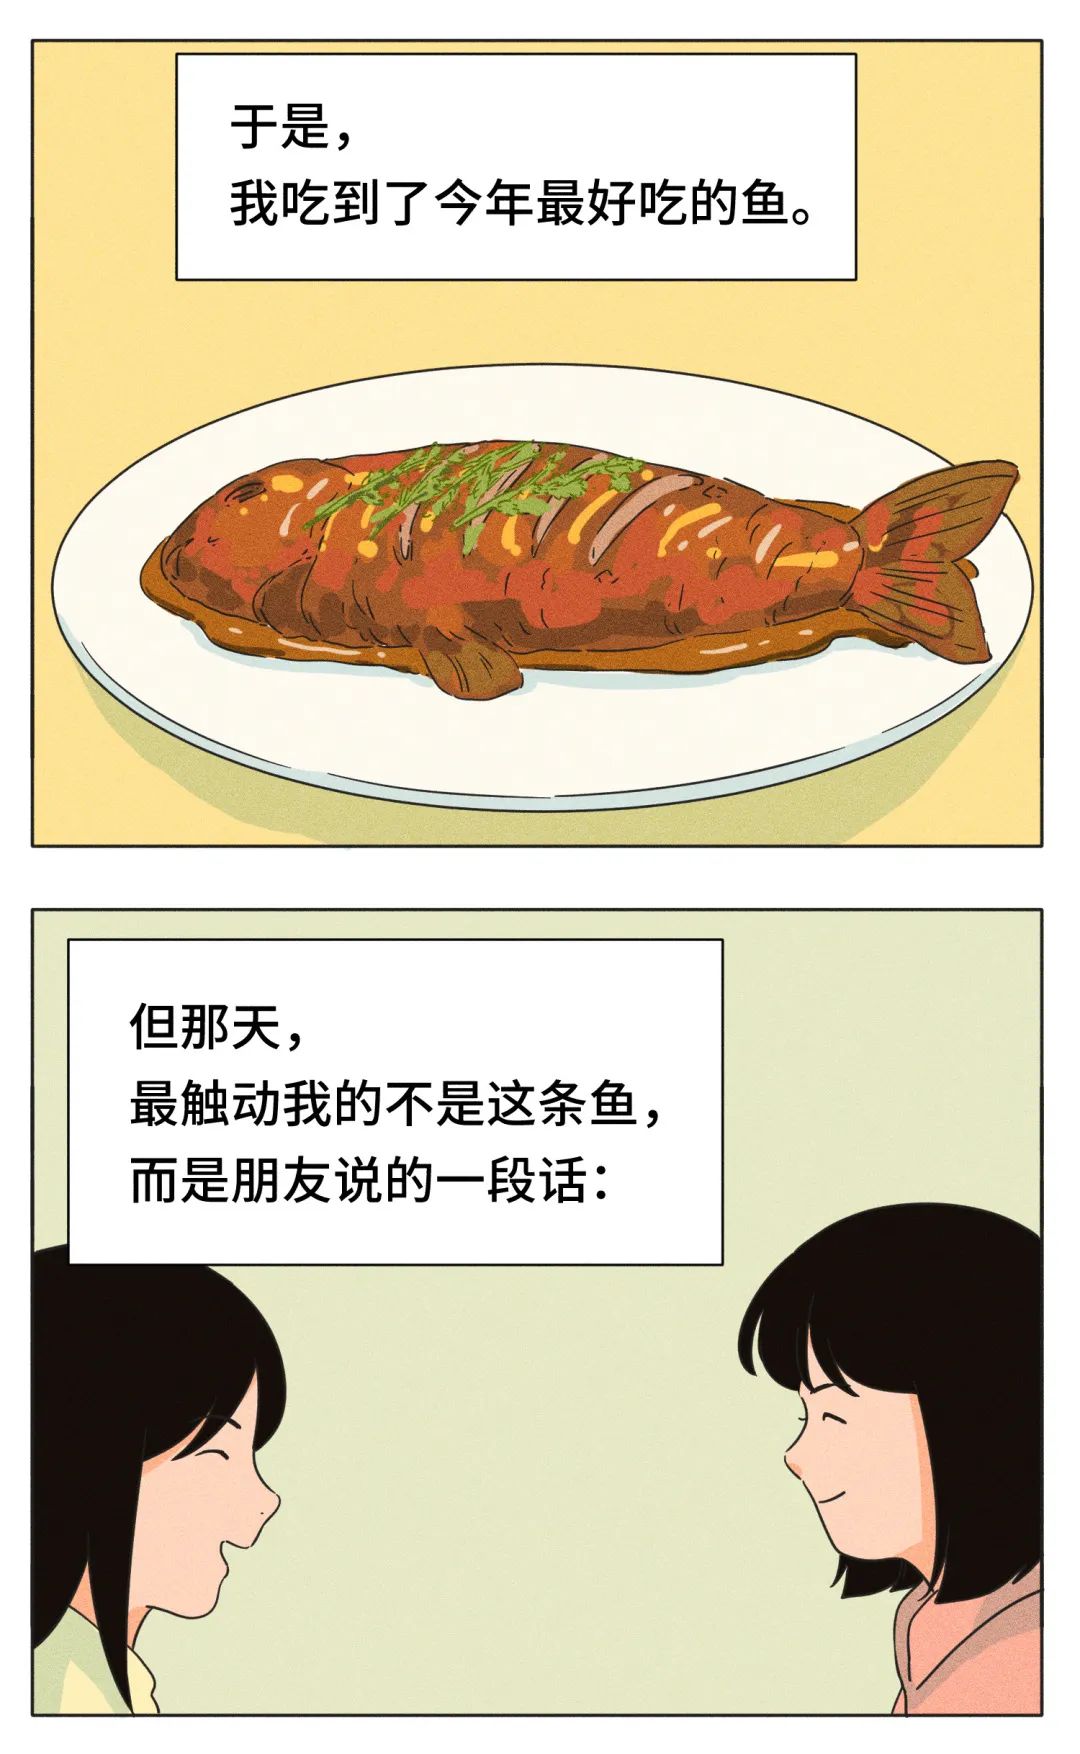 于是，
我吃到了今年最好吃的鱼。
但那天，
最触动我的不是这条鱼，
而是朋友说的一段话：